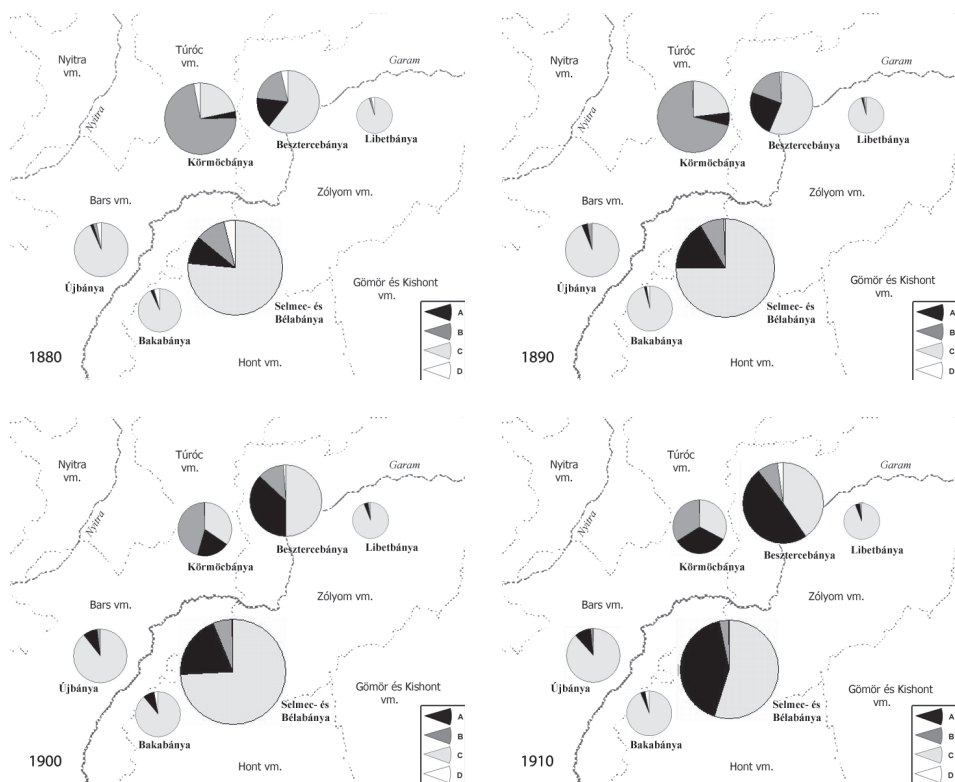 Nyitra
vm.
Túróc
vm.
Garam
Nyitra
Körmöcbánya
Besztercebánya
Libetbánya
Bars vm.
Zólyom vm.
Újbánya
Selmec- és
Bélabánya
Gömör és Kishont
vm.
Bakabánya
Hont vm.
1880
A
B
C
D
Nyitra
vm.
Túróc
vm.
Garam
Nyitra
Körmöcbánya
Besztercebánya
Libetbánya
Bars vm.
Zólyom vm.
Újbánya
Selmec- és
Bélabánya
Gömör és Kishont
vm.
Bakabánya
Hont vm.
1890
A
B
C
D
Nyitra
vm.
Túróc
vm.
Garam
Nyitra
Körmöcbánya
Besztercebánya
Libetbánya
Bars vm.
Zólyom vm.
Újbánya
Selmec- és
Bélabánya
Gömör és Kishont
vm.
Bakabánya
Hont vm.
1900
A
B
C
D
Nyitra
vm.
Túróc
vm.
Garam
Nyitra
Körmöcbánya
Besztercebánya
Libetbánya
Bars vm.
Zólyom vm.
Újbánya
Selmec- és
Bélabánya
Gömör és Kishont
vm.
Bakabánya
Hont vm.
1910
A
B
C
D